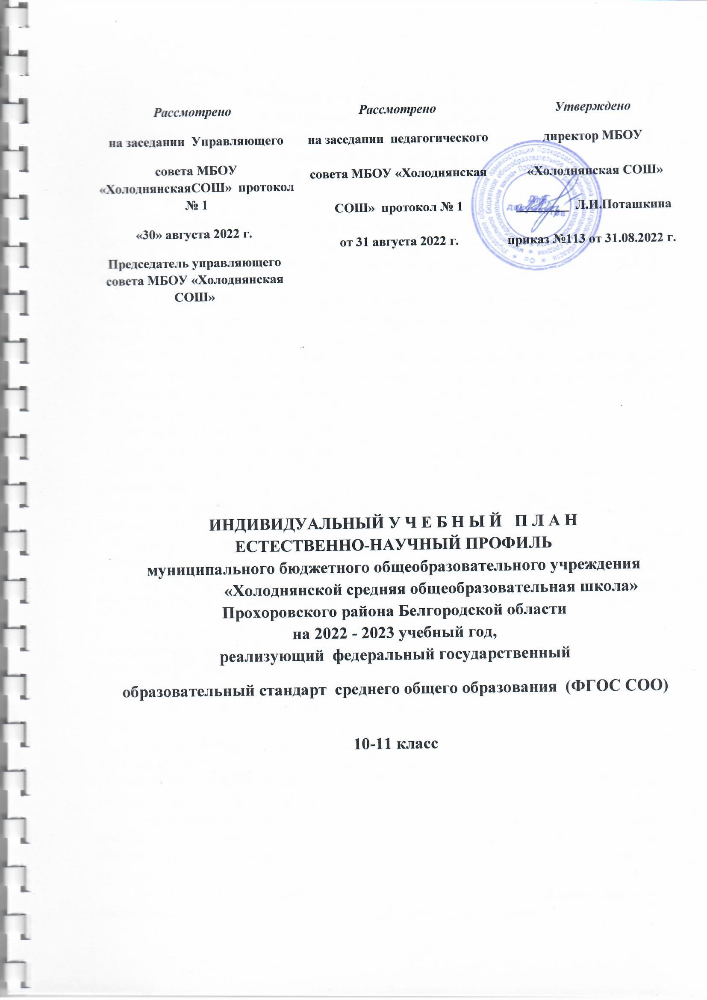 Рассмотрено
на заседании Управляющего
совета МБОУ
«ХолоднянскаяСОШ» протокол
№ 1
«30» августа 2022 г.
Председатель управляющего
совета МБОУ «Холоднянская
СОШ»
Рассмотрено
на заседании педагогического
совета МБОУ «Холоднянская
СОШ» протокол № 1
от 31 августа 2022 г.
Утверждено
директор МБОУ
«Холоднянская СОШ»
Л.И.Поташкина
приказ №113 от 31.08.2022 г.
Для
документов
ИНДИВИДУАЛЬНЫЙ У Ч Е Б Н Ы Й П Л А Н
ЕСТЕСТВЕННО-НАУЧНЫЙ ПРОФИЛЬ
муниципального бюджетного общеобразовательного учреждения
«Холоднянской средняя общеобразовательная школа»
Прохоровского района Белгородской области
на 2022 - 2023 учебный год,
реализующий федеральный государственный
образовательный стандарт среднего общего образования (ФГОС СОО)
10-11 класс